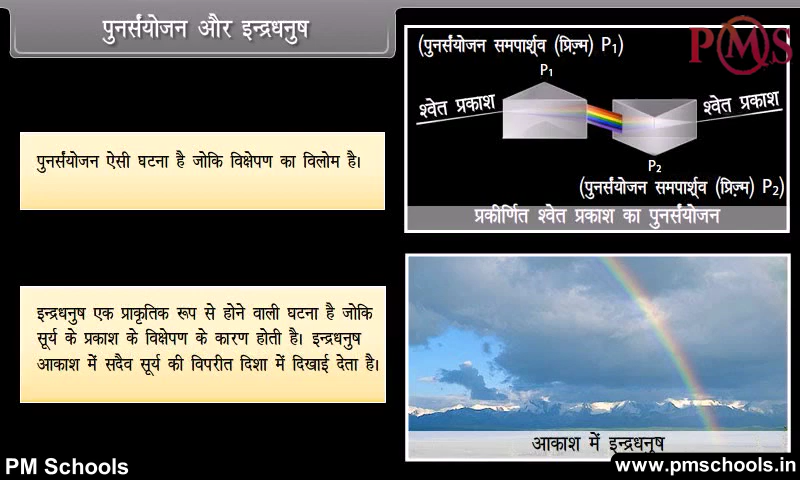 पुनर्संयोजन और इन्द्रधनुष
PMS
(पुनर्संयोजन समपार्श्व (प्रिज़्म) P₁)
P₁
श्वेत प्रकाश
श्वेत प्रकाश
P₂
(पुनर्संयोजन समपार्श्व (प्रिज़्म) P₂)
प्रकीर्णित श्वेत प्रकाश का पुनर्संयोजन
पुनर्संयोजन ऐसी घटना है जोकि विक्षेपण का विलोम है।
इन्द्रधनुष एक प्राकृतिक रूप से होने वाली घटना है जोकि
सूर्य के प्रकाश के विक्षेपण के कारण होती है। इन्द्रधनुष
आकाश में सदैव सूर्य की विपरीत दिशा में दिखाई देता है।
आकाश में इन्द्रधनुष
PM Schools
www.pmschools.in